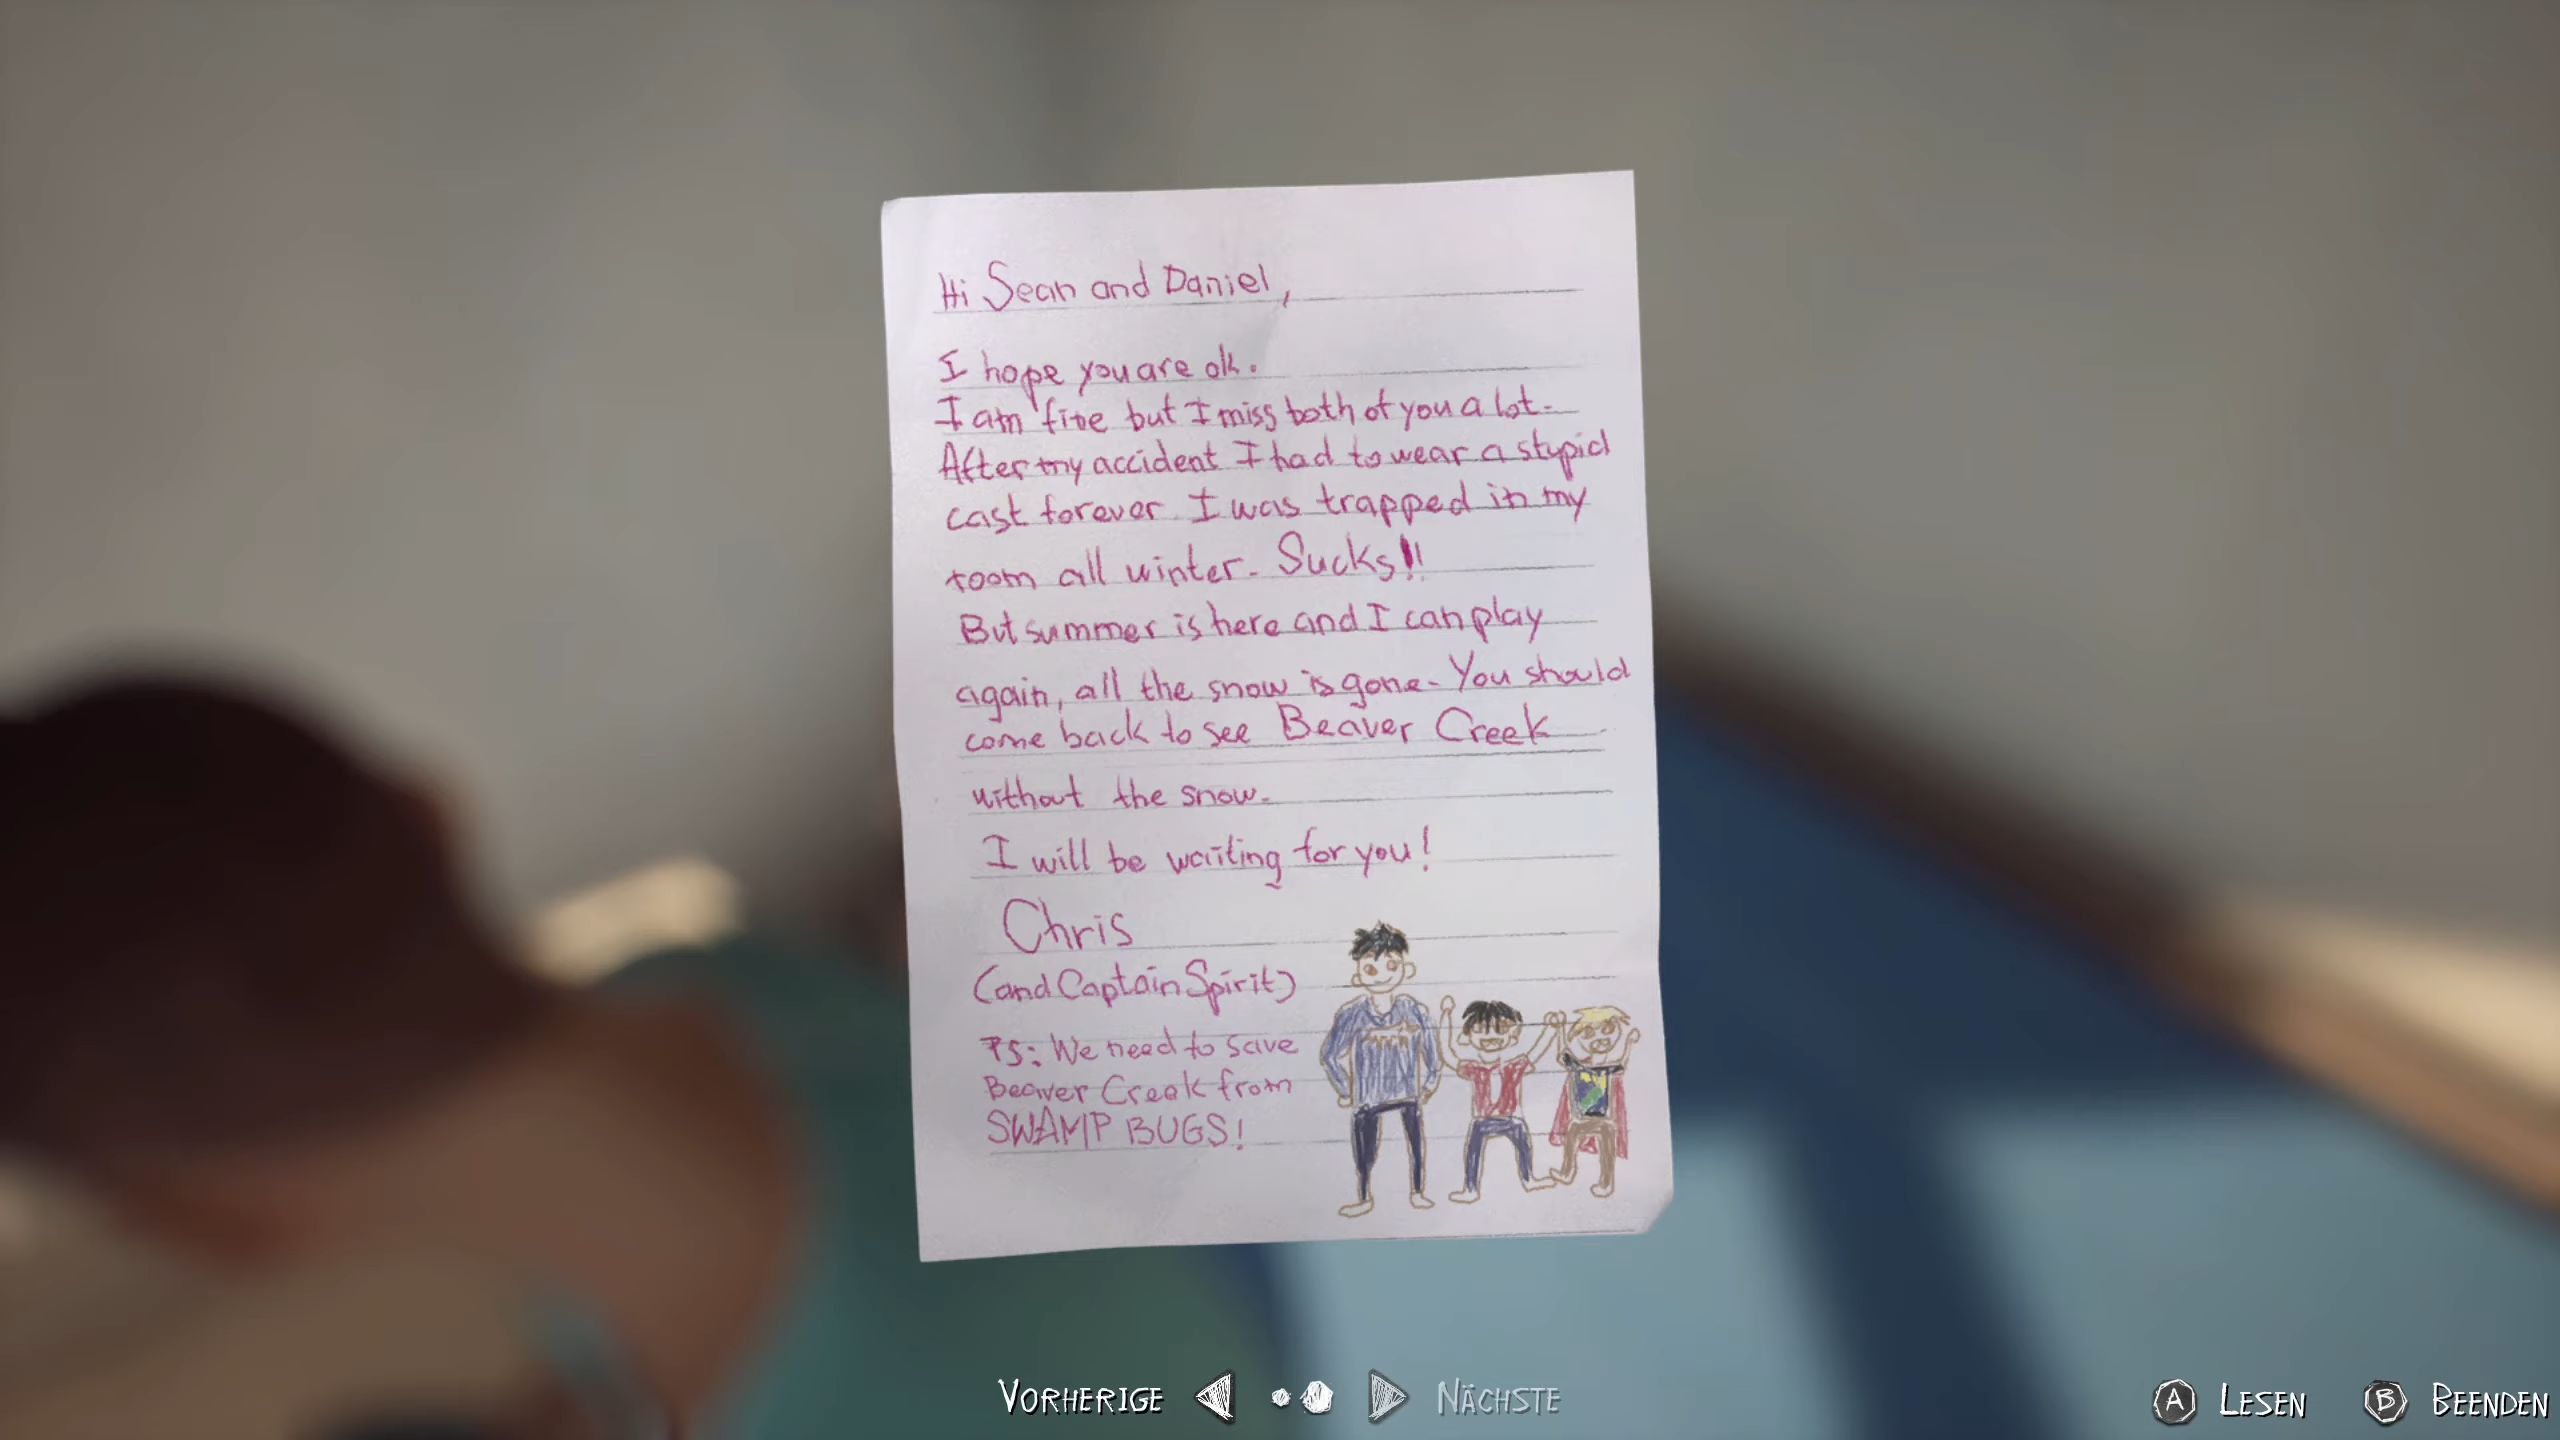 Hi Sean and Daniel,
I hope you are ok.
I am fine but I miss both of you a lot.
After my accident I had to wear a stupid
cast forever. I was trapped in my
room all winter. Sucks!!
But summer is here and I can play
again, all the snow is gone. You should
come back to see Beaver Creek
without the snow.
I will be waiting for you!
Chris
(and Captain Spirit)
PS: We need to save
Beaver Creek from
SWAMP BUGS!
VORHERIGE NÄCHSTE
A LESEN B BEENDEN